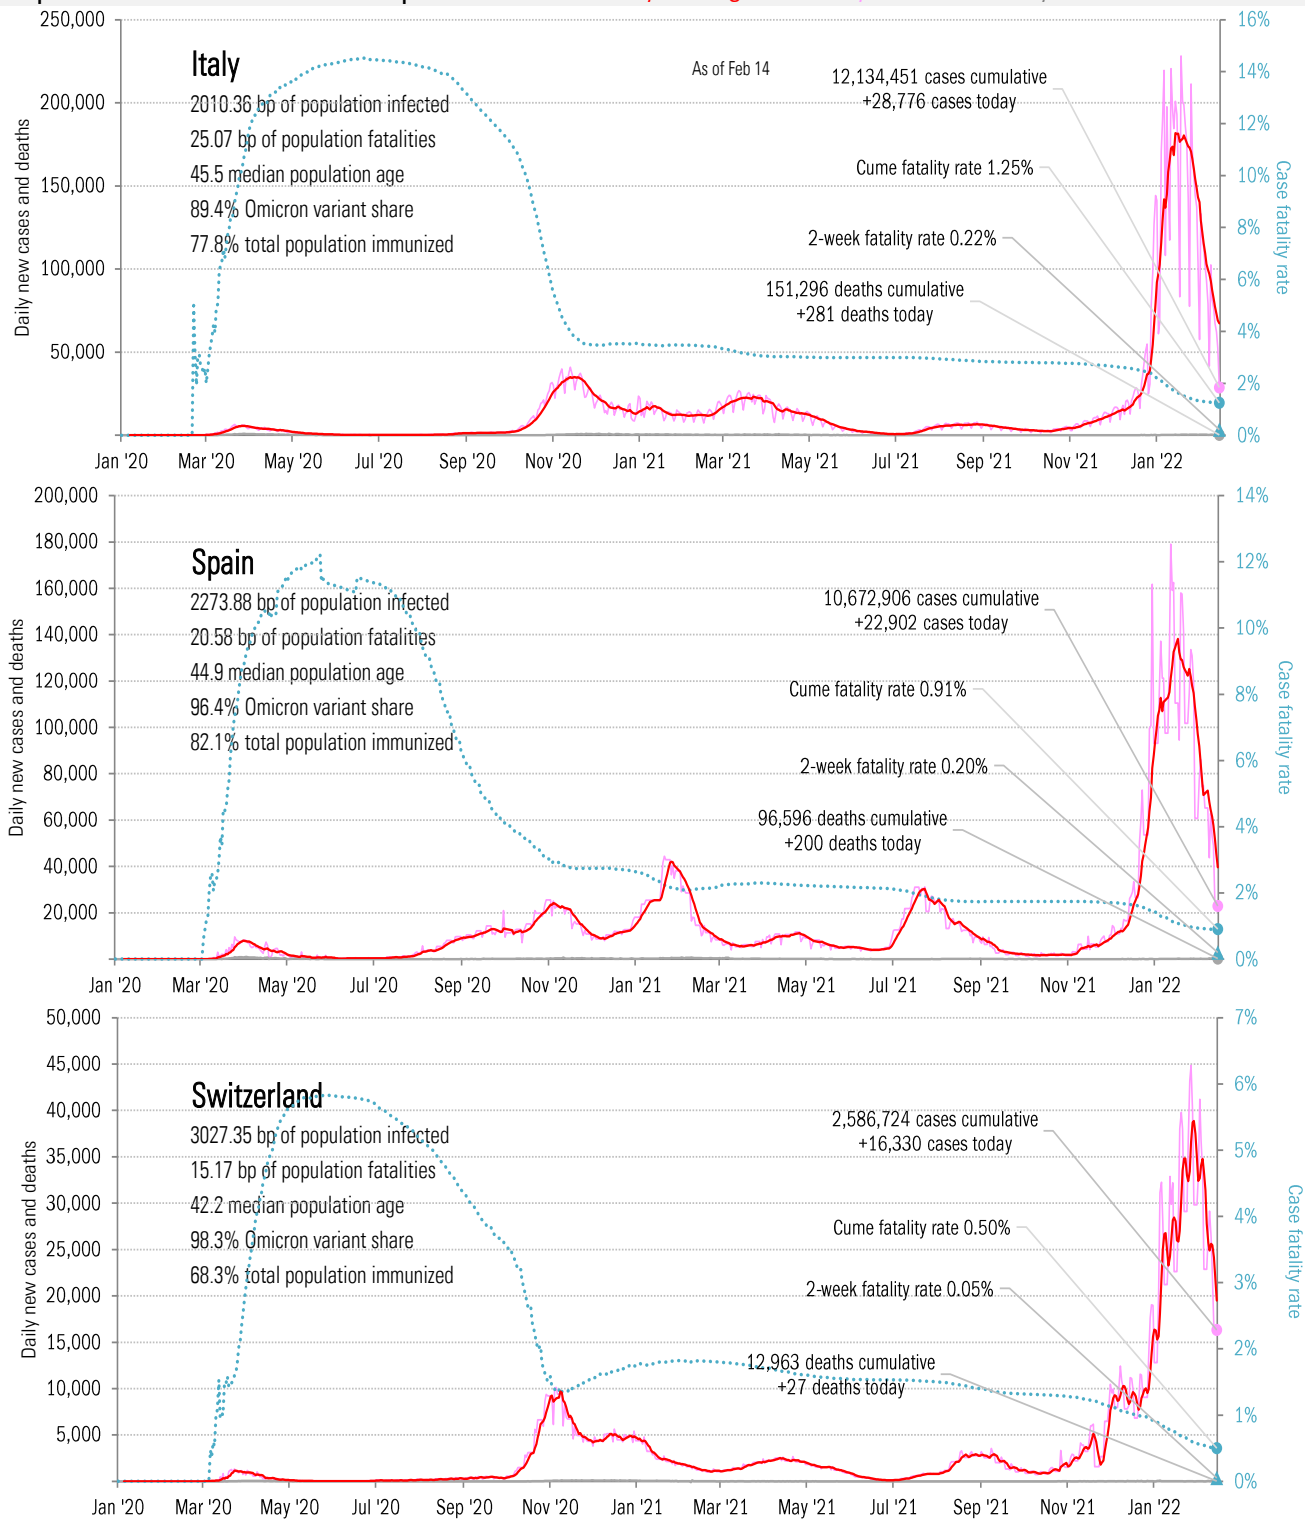 250,000
200,000
150,000
100,000
50,000
Daily new cases and deaths
Italy
2010.36 bp of population infected
25.07 bp of population fatalities
45.5 median population age
89.4% Omicron variant share
77.8% total population immunized
As of Feb 14
12,134,451 cases cumulative
+28,776 cases today
Cume fatality rate 1.25%
2-week fatality rate 0.22%
151,296 deaths cumulative
+281 deaths today
16%
14%
12%
10%
8%
6%
4%
2%
0%
Case fatality rate
Jan '20 Mar '20 May '20 Jul '20 Sep '20 Nov '20 Jan '21 Mar '21 May '21 Jul '21 Sep '21 Nov '21 Jan '22
200,000
180,000
160,000
140,000
120,000
100,000
80,000
60,000
40,000
20,000
Daily new cases and deaths
Spain
2273.88 bp of population infected
20.58 bp of population fatalities
44.9 median population age
96.4% Omicron variant share
82.1% total population immunized
10,672,906 cases cumulative
+22,902 cases today
Cume fatality rate 0.91%
2-week fatality rate 0.20%
96,596 deaths cumulative
+200 deaths today
14%
12%
10%
8%
6%
4%
2%
0%
Case fatality rate
Jan '20 Mar '20 May '20 Jul '20 Sep '20 Nov '20 Jan '21 Mar '21 May '21 Jul '21 Sep '21 Nov '21 Jan '22
50,000
45,000
40,000
35,000
30,000
25,000
20,000
15,000
10,000
5,000
Daily new cases and deaths
Switzerland
3027.35 bp of population infected
15.17 bp of population fatalities
42.2 median population age
98.3% Omicron variant share
68.3% total population immunized
2,586,724 cases cumulative
+16,330 cases today
Cume fatality rate 0.50%
2-week fatality rate 0.05%
12,963 deaths cumulative
+27 deaths today
7%
6%
5%
4%
3%
2%
1%
0%
Case fatality rate
Jan '20 Mar '20 May '20 Jul '20 Sep '20 Nov '20 Jan '21 Mar '21 May '21 Jul '21 Sep '21 Nov '21 Jan '22